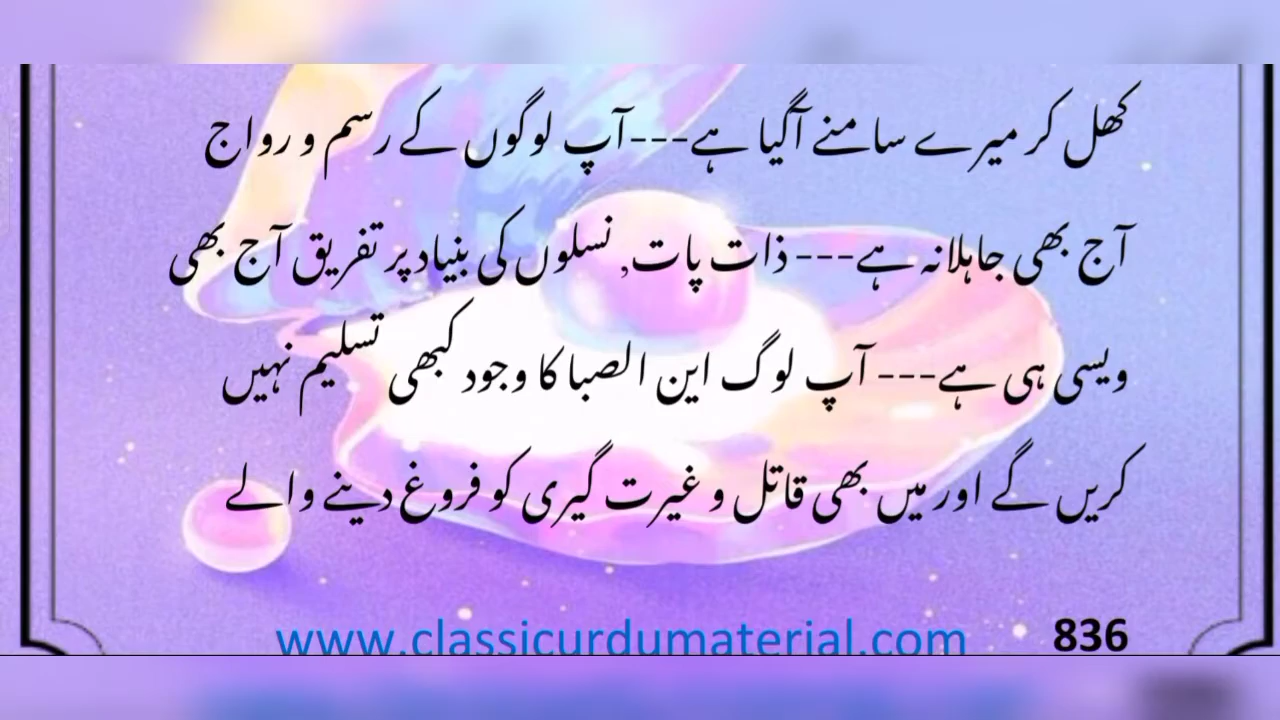 کھل کر میرے سامنے آگیا ہے---آپ لوگوں کے رسم و رواج
آج بھی جاہلانہ ہے--- ذات پات, نسلوں کی بنیاد پر تفریق آج بھی
ویسی ہی ہے--- آپ لوگ این الصبا کا وجود کبھی تسلیم نہیں
کریں گے اور میں بھی قاتل و غیرت گیری کو فروغ دینے والے
www.classicurdumaterial.com 836